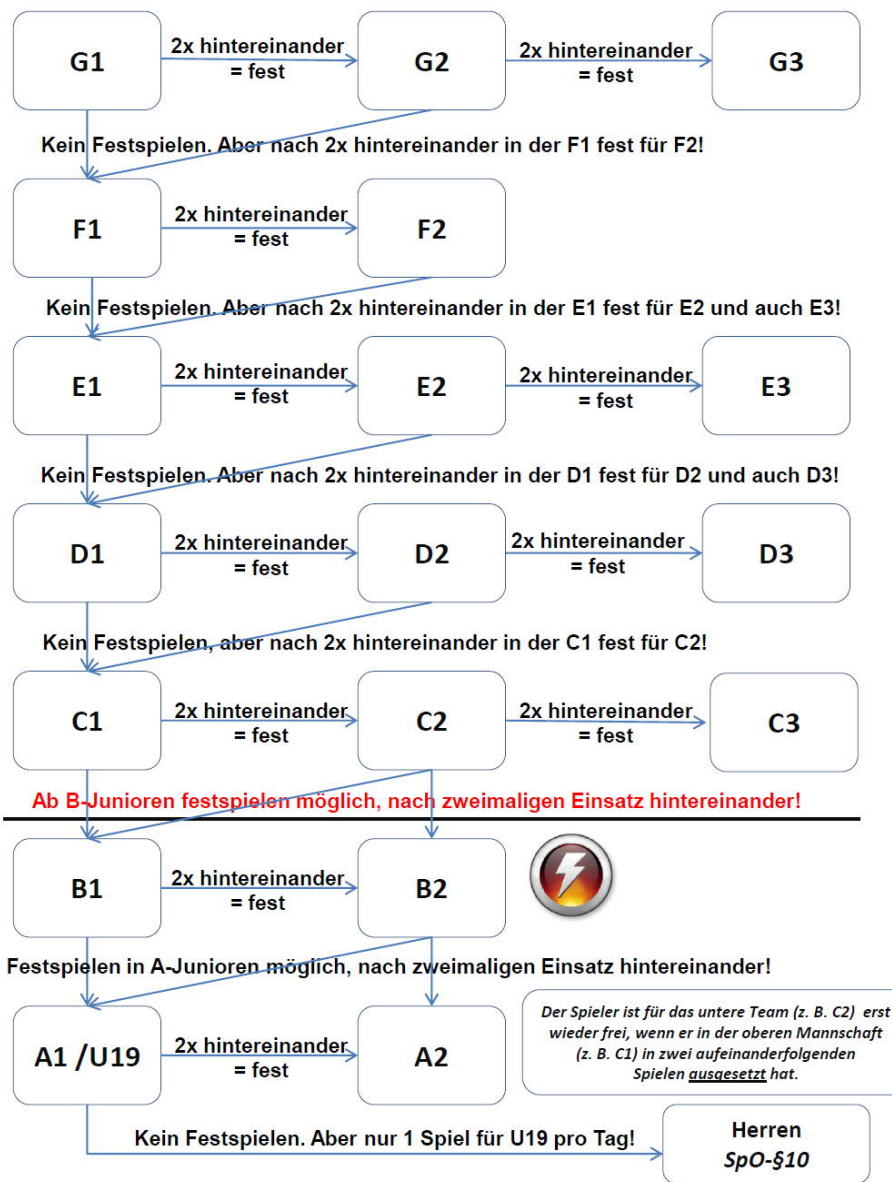 G1
2x hintereinander
= fest
G2
2x hintereinander
= fest
G3
Kein Festspielen. Aber nach 2x hintereinander in der F1 fest für F2!
F1
2x hintereinander
= fest
F2
Kein Festspielen. Aber nach 2x hintereinander in der E1 fest für E2 und auch E3!
E1
2x hintereinander
= fest
E2
2x hintereinander
= fest
E3
Kein Festspielen. Aber nach 2x hintereinander in der D1 fest für D2 und auch D3!
D1
2x hintereinander
= fest
D2
2x hintereinander
= fest
D3
Kein Festspielen, aber nach 2x hintereinander in der C1 fest für C2!
C1
2x hintereinander
= fest
C2
2x hintereinander
= fest
C3
Ab B-Junioren festspielen möglich, nach zweimaligen Einsatz hintereinander!
B1
2x hintereinander
= fest
B2
Festspielen in A-Junioren möglich, nach zweimaligen Einsatz hintereinander!
A1 /U19
2x hintereinander
= fest
A2
Der Spieler ist für das untere Team (z. B. C2) erst
wieder frei, wenn er in der oberen Mannschaft
(z. B. C1) in zwei aufeinanderfolgenden
Spielen ausgesetzt hat.
Kein Festspielen. Aber nur 1 Spiel für U19 pro Tag!
Herren
SpO-§10